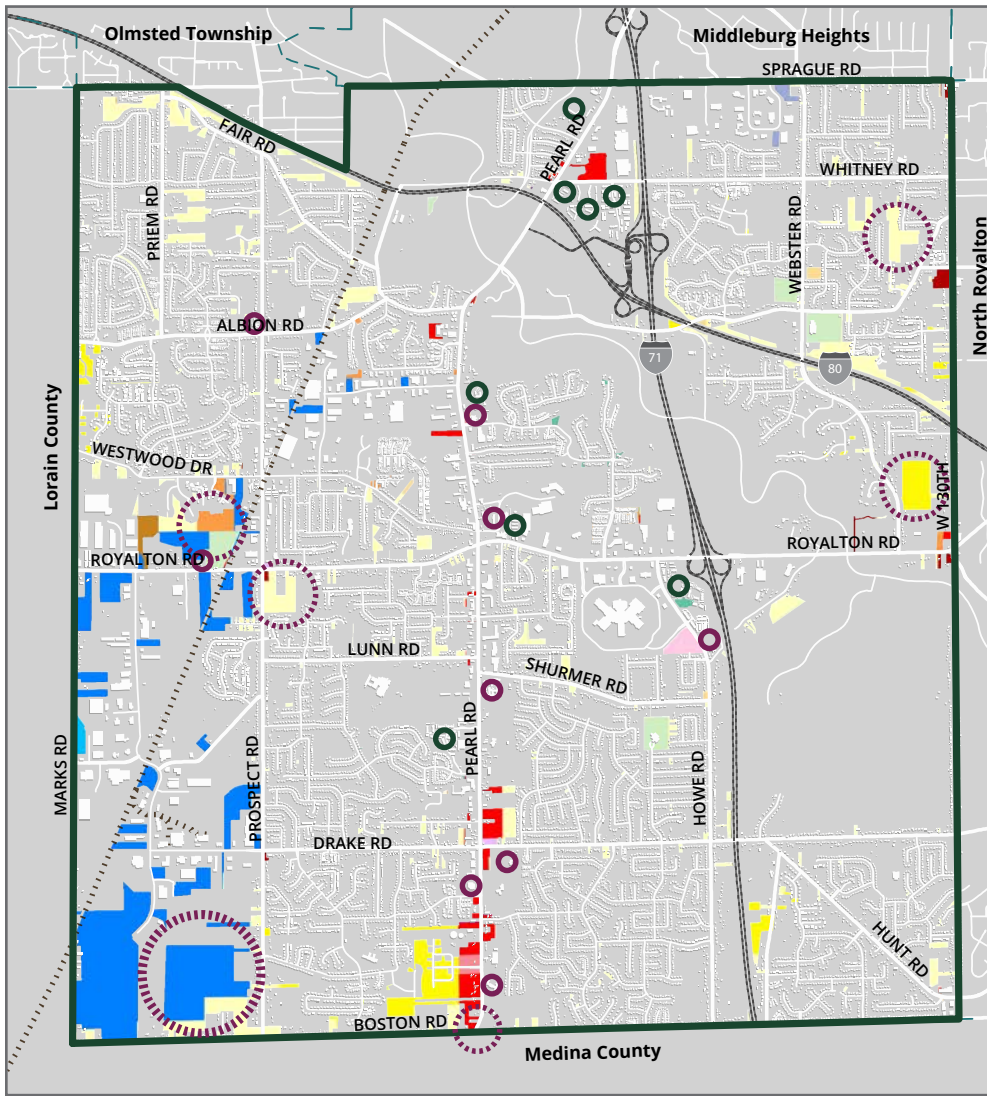 Olmsted Township
Middleburg Heights
SPRAGUE RD
FAIR RD
PEARL RD
WHITNEY RD
PRIEM RD
WEBSTER RD
North Royalton
ALBION RD
71
80
Lorain County
WESTWOOD DR
W 130TH
ROYALTON RD
ROYALTON RD
LUNN RD
SHURMER RD
MARKS RD
PROSPECT RD
PEARL RD
HOWE RD
DRAKE RD
HUNT RD
BOSTON RD
Medina County